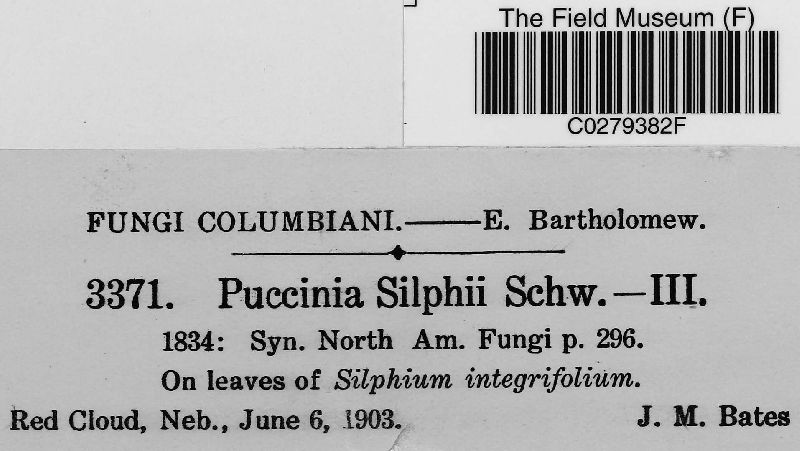 The Field Museum (F)
C0279382F
FUNGI COLUMBIANI.——E. Bartholomew.
3371. Puccinia Silphii Schw.—III.
1834: Syn. North Am. Fungi p. 296.
On leaves of Silphium integrifolium.
Red Cloud, Neb., June 6, 1903. J. M. Bates